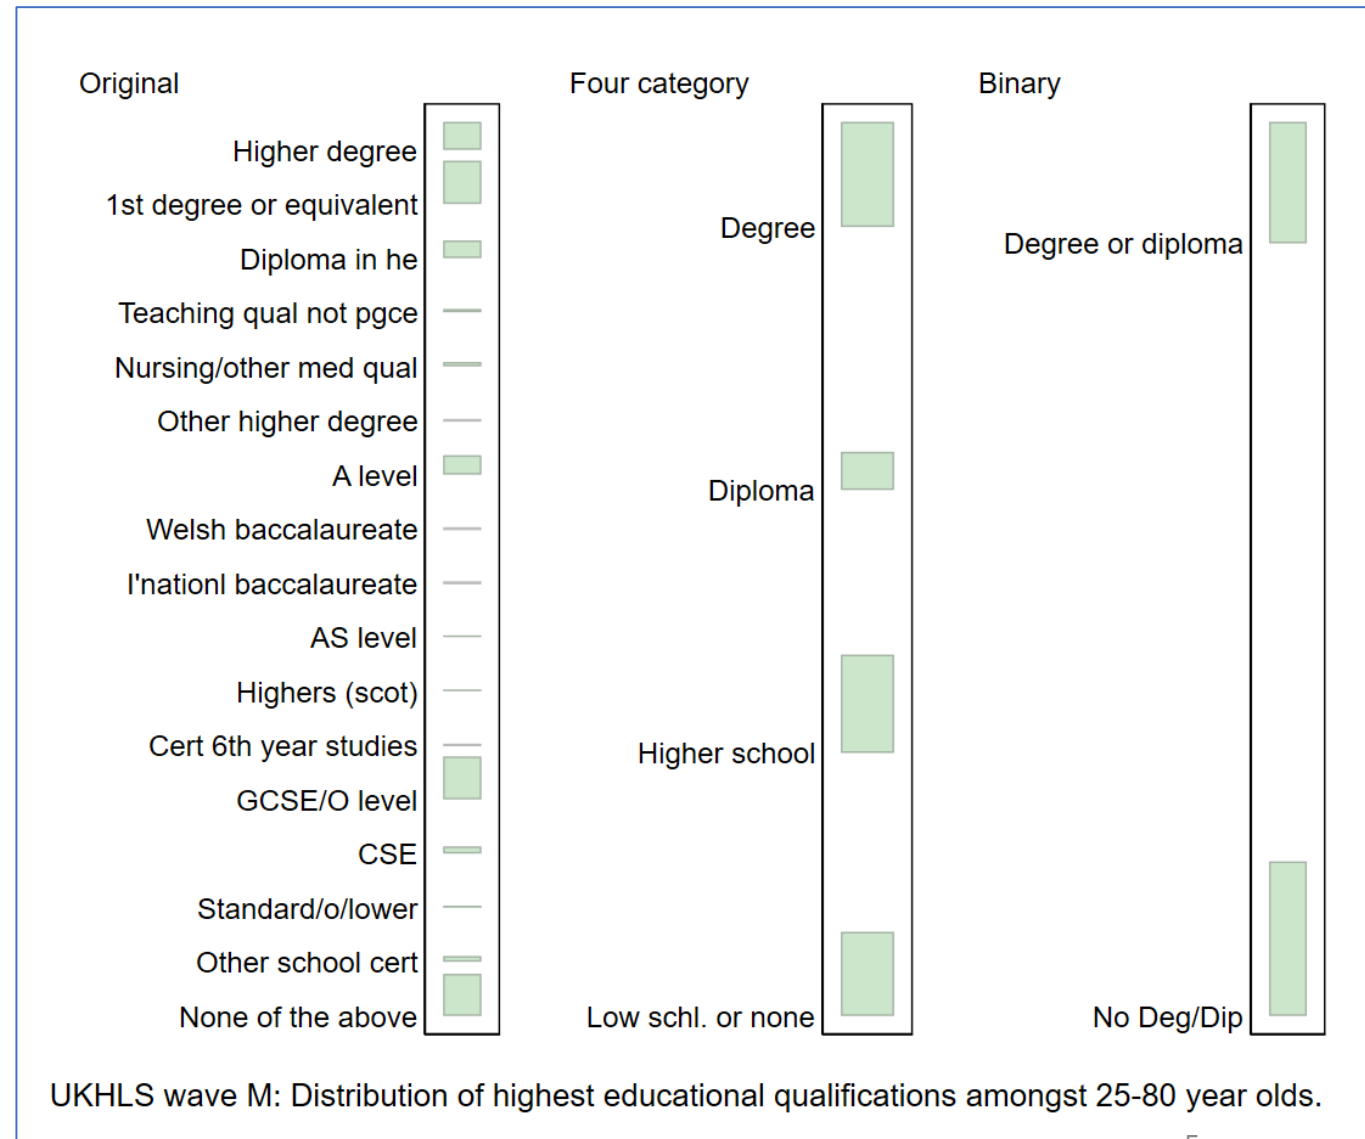 Original
Four category
Binary
Higher degree
1st degree or equivalent
Diploma in he
Teaching qual not pgce
Nursing/other med qual
Other higher degree
A level
Welsh baccalaureate
I'nationl baccalaureate
AS level
Highers (scot)
Cert 6th year studies
GCSE/O level
CSE
Standard/o/lower
Other school cert
None of the above
Degree
Diploma
Higher school
Low schl. or none
Degree or diploma
No Deg/Dip
UKHLS wave M: Distribution of highest educational qualifications amongst 25-80 year olds.